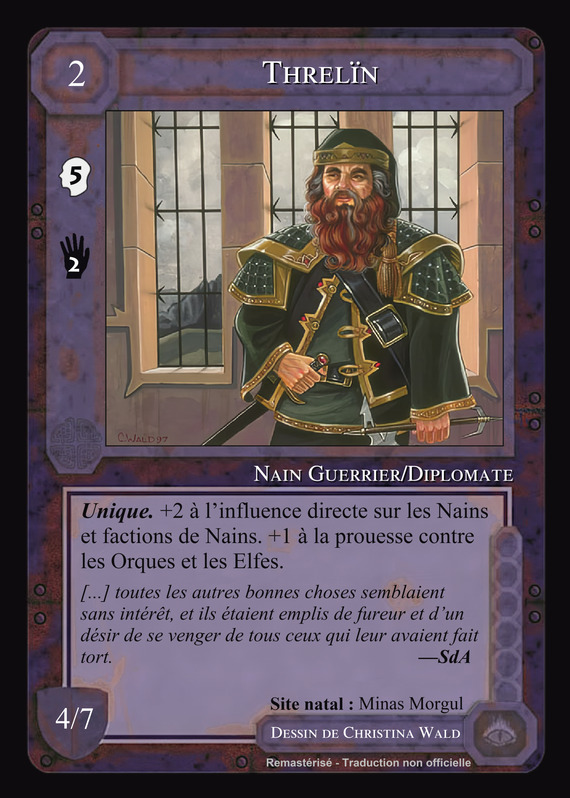 2
THRELÏN
5
2
C.WALD 97
NAIN GUERRIER/DIPLOMATE
Unique. +2 à l’influence directe sur les Nains
et factions de Nains. +1 à la prouesse contre
les Orques et les Elfes.
[...] toutes les autres bonnes choses semblaient
sans intérêt, et ils étaient emplis de fureur et d’un
désir de se venger de tous ceux qui leur avaient fait
tort. —SdA
Site natal : Minas Morgul
4/7
DESSIN DE CHRISTINA WALD
Remastérisé - Traduction non officielle